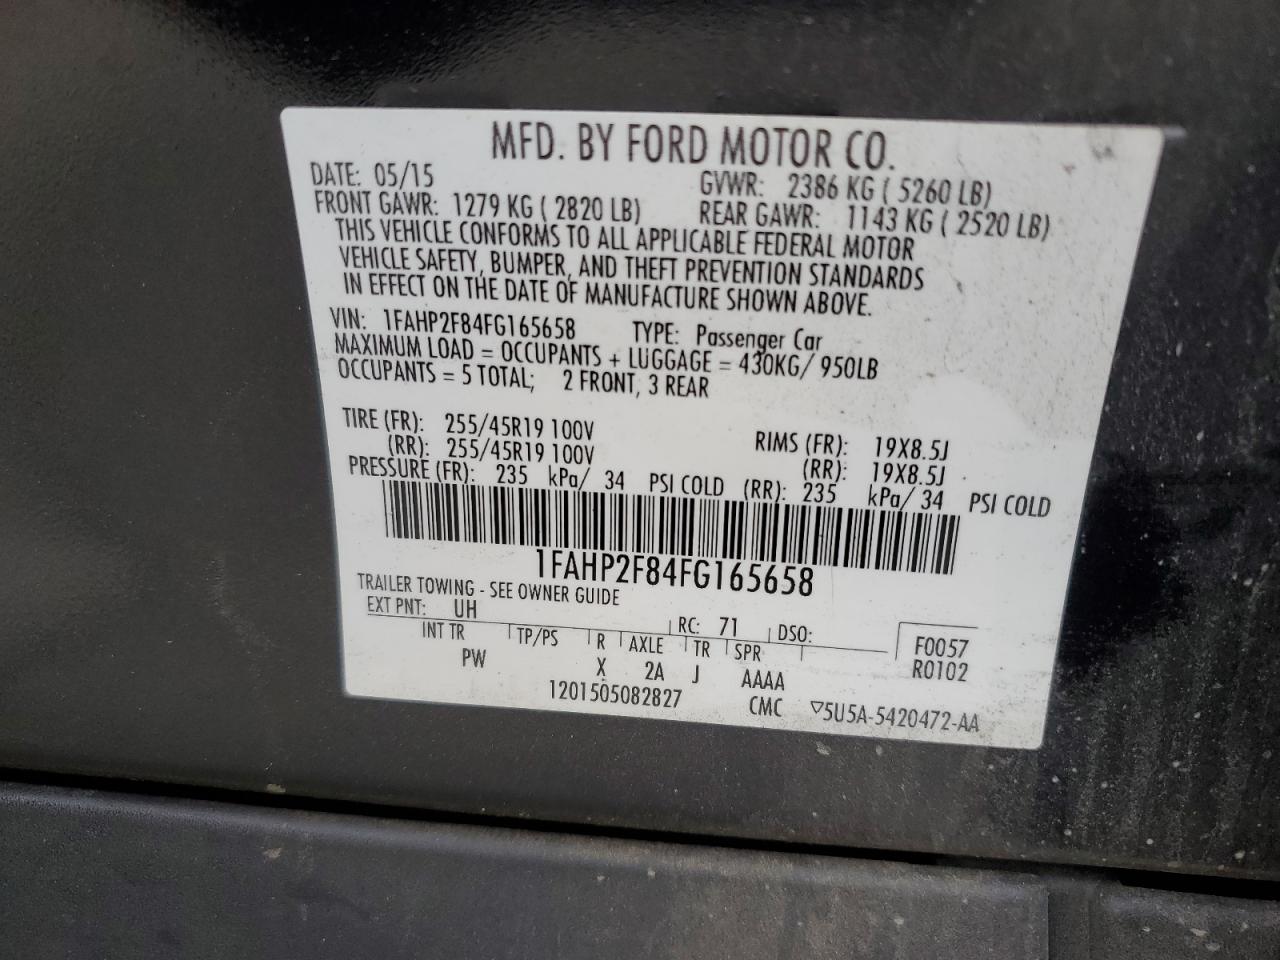 MFD. BY FORD MOTOR CO.
DATE: 05/15 GVWR: 2386 KG ( 5260 LB)
FRONT GAWR: 1279 KG ( 2820 LB) REAR GAWR: 1143 KG ( 2520 LB)
THIS VEHICLE CONFORMS TO ALL APPLICABLE FEDERAL MOTOR
VEHICLE SAFETY, BUMPER, AND THEFT PREVENTION STANDARDS
IN EFFECT ON THE DATE OF MANUFACTURE SHOWN ABOVE.
VIN: 1FAHP2F84FG165658 TYPE: Passenger Car
MAXIMUM LOAD = OCCUPANTS + LUGGAGE = 430KG/ 950LB
OCCUPANTS = 5 TOTAL; 2 FRONT, 3 REAR
TIRE (FR): 255/45R19 100V RIMS (FR): 19X8.5J
(RR): 255/45R19 100V (RR): 19X8.5J
PRESSURE (FR): 235 kPa/ 34 PSI COLD (RR): 235 kPa/ 34 PSI COLD
1FAHP2F84FG165658
TRAILER TOWING - SEE OWNER GUIDE
EXT PNT: UH RC: 71 DSO: F0057
INT TR TP/PS R AXLE TR SPR R0102
PW X 2A J AAAA
1201505082827 CMC ▽5U5A-5420472-AA